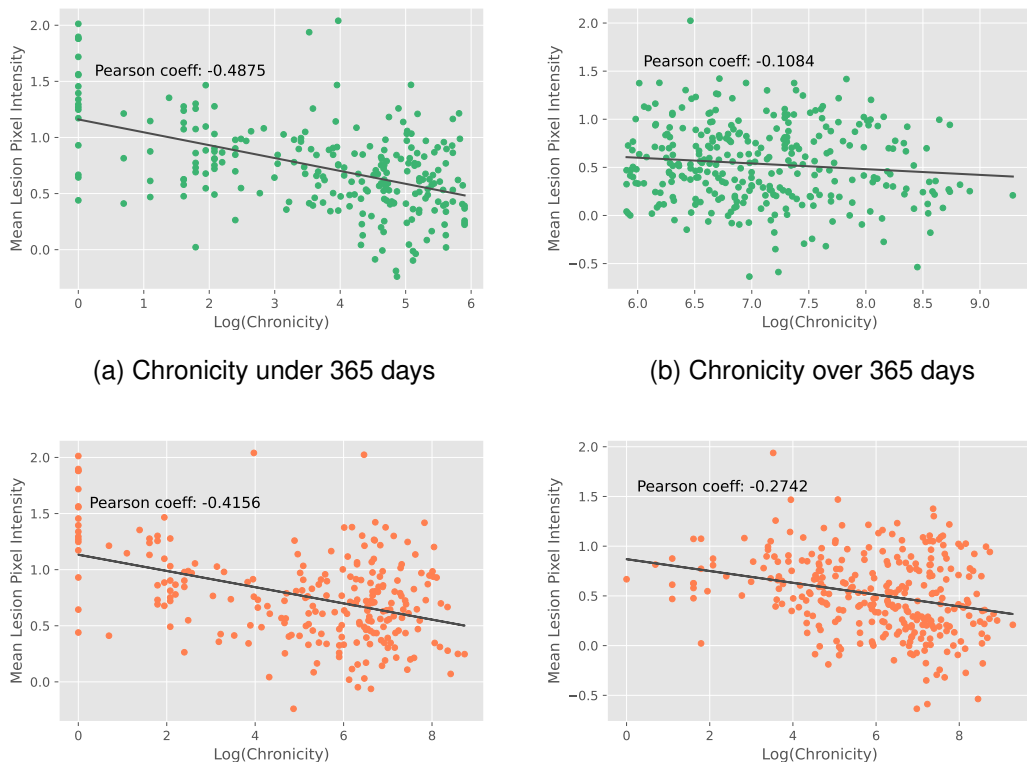 2.0
1.5
1.0
0.5
0.0
Mean Lesion Pixel Intensity
Pearson coeff: -0.4875
0 1 2 3 4 5 6
Log(Chronicity)
(a) Chronicity under 365 days
2.0
1.5
1.0
0.5
0.0
−0.5
Mean Lesion Pixel Intensity
Pearson coeff: -0.1084
6.0 6.5 7.0 7.5 8.0 8.5 9.0
Log(Chronicity)
(b) Chronicity over 365 days
2.0
1.5
1.0
0.5
0.0
Mean Lesion Pixel Intensity
Pearson coeff: -0.4156
0 2 4 6 8
Log(Chronicity)
2.0
1.5
1.0
0.5
0.0
−0.5
Mean Lesion Pixel Intensity
Pearson coeff: -0.2742
0 2 4 6 8
Log(Chronicity)